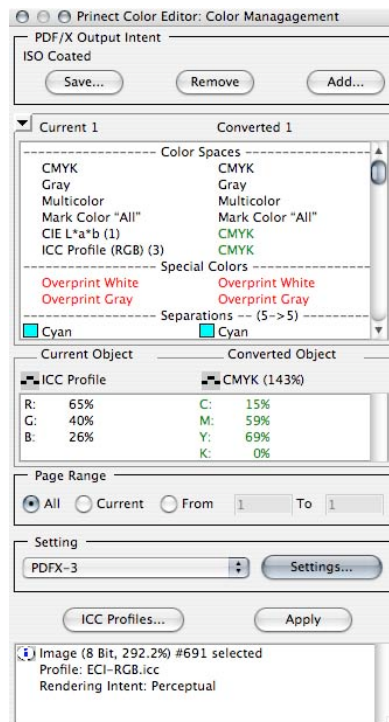 Prinect Color Editor: Color Managagement
PDF/X Output Intent
ISO Coated
Save... Remove Add...
Current 1 Converted 1
Color Spaces
CMYK CMYK
Gray Gray
Multicolor Multicolor
Mark Color "All" Mark Color "All"
CIE L*a*b (1) CMYK
ICC Profile (RGB) (3) CMYK
Special Colors
Overprint White Overprint White
Overprint Gray Overprint Gray
Separations -- (5->5)
Cyan Cyan
Current Object Converted Object
ICC Profile CMYK (143%)
R: 65% C: 15%
G: 40% M: 59%
B: 26% Y: 69%
K: 0%
Page Range
All Current From 1 To 1
Setting
PDFX-3 Settings...
ICC Profiles... Apply
Image (8 Bit, 292.2%) #691 selected
Profile: ECI-RGB.icc
Rendering Intent: Perceptual